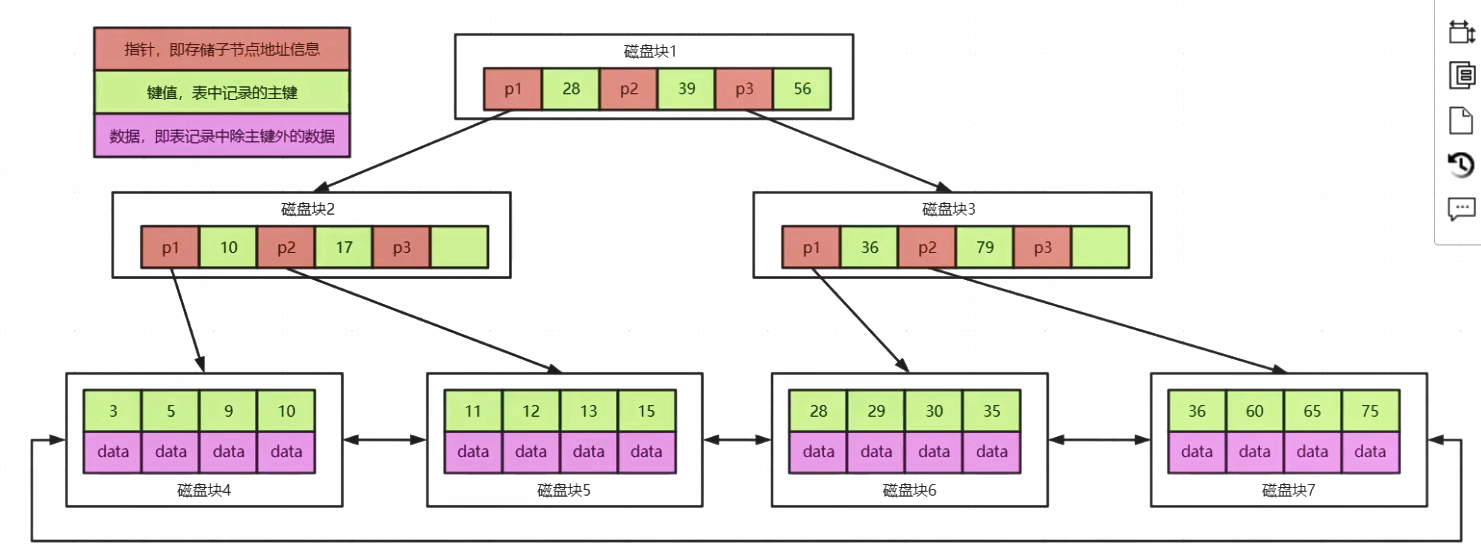 指针，即存储子节点地址信息
键值，表中记录的主键
数据，即表记录中除主键外的数据
磁盘块1
p1 28 p2 39 p3 56
磁盘块2
p1 10 p2 17 p3
磁盘块3
p1 36 p2 79 p3
3 5 9 10
data data data data
磁盘块4
11 12 13 15
data data data data
磁盘块5
28 29 30 35
data data data data
磁盘块6
36 60 65 75
data data data data
磁盘块7